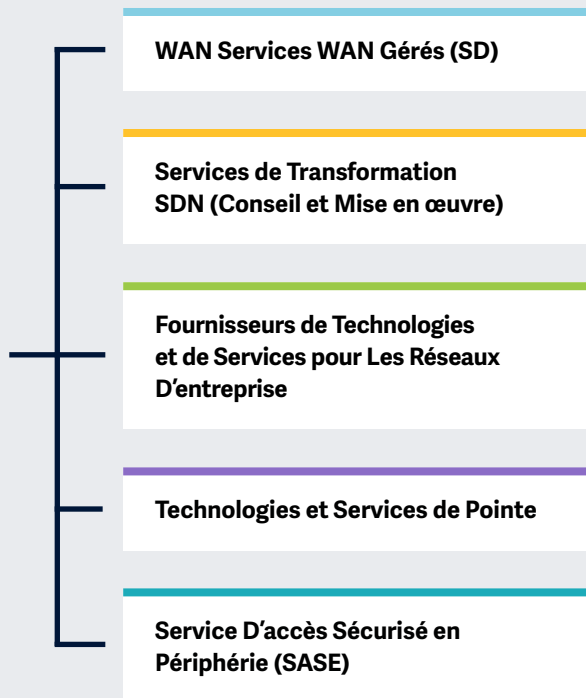 WAN Services WAN Gérés (SD)
Services de Transformation
SDN (Conseil et Mise en œuvre)
Fournisseurs de Technologies
et de Services pour Les Réseaux
D’entreprise
Technologies et Services de Pointe
Service D’accès Sécurisé en
Périphérie (SASE)